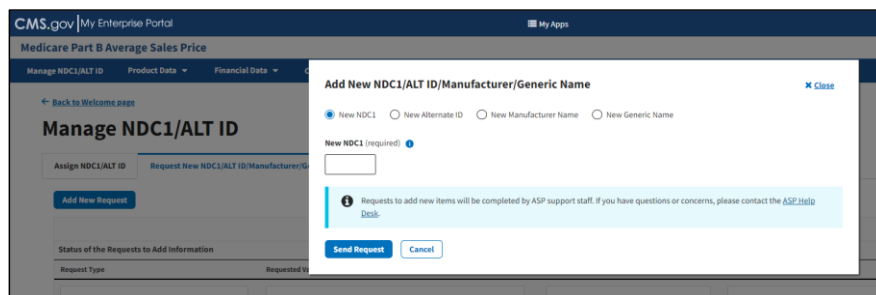 CMS.gov My Enterprise Portal
My Apps
Medicare Part B Average Sales Price
Manage NDC1/ALT ID Product Data Financial Data
← Back to Welcome page
Manage NDC1/ALT ID
Assign NDC1/ALT ID Request New NDC1/ALT ID/Manufacturer/G
Add New Request
Status of the Requests to Add Information
Request Type Requested Va
Add New NDC1/ALT ID/Manufacturer/Generic Name
X Close
New NDC1 New Alternate ID New Manufacturer Name New Generic Name
New NDC1 (required)
Requests to add new items will be completed by ASP support staff. If you have questions or concerns, please contact the ASP Help
Desk.
Send Request Cancel